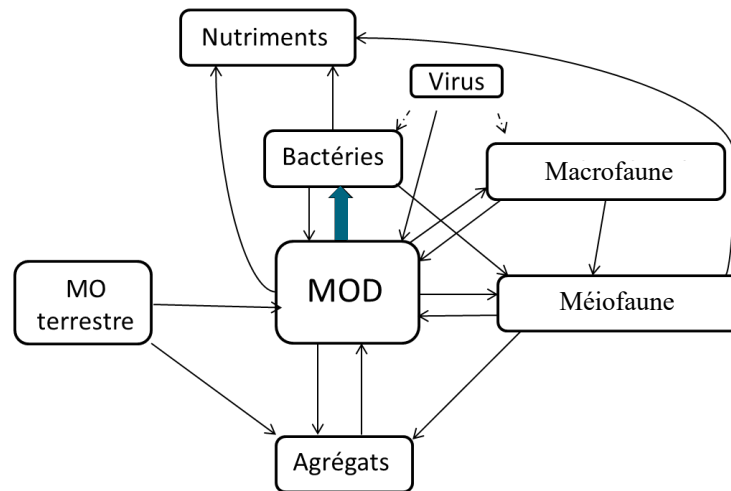 Nutriments
Virus
Bactéries
Macrofaune
MO
terrestre
MOD
Méiofaune
Agrégats